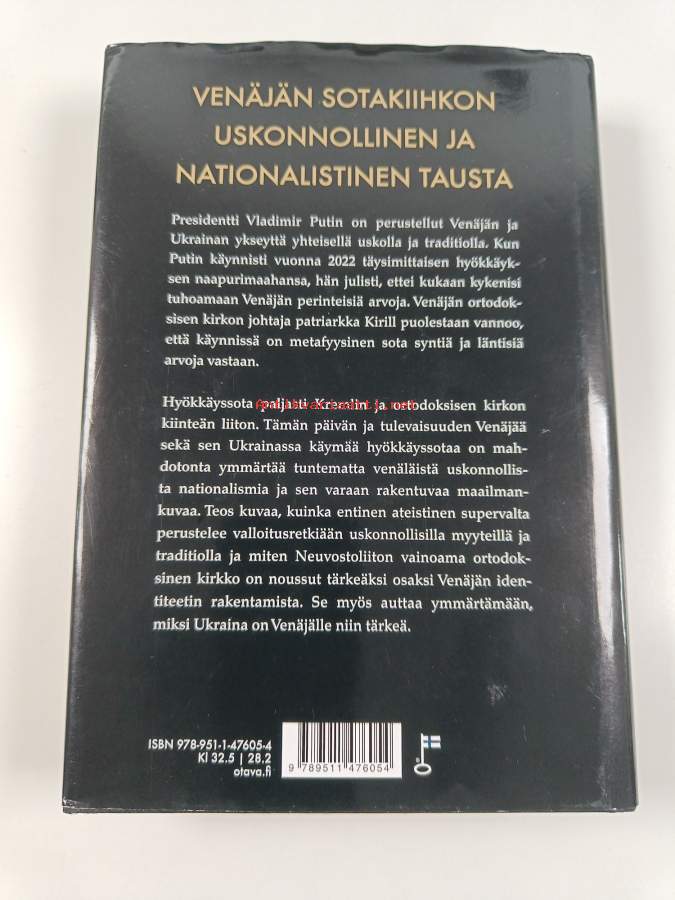 VENÄJÄN SOTAKIIHKON
USKONNOLLINEN JA
NATIONALISTINEN TAUSTA
Presidentti Vladimir Putin on perustellut Venäjän ja
Ukrainan ykseyttä yhteisellä uskolla ja traditiolla. Kun
Putin käynnisti vuonna 2022 täysimittaisen hyökkäyk-
sen naapurimaahansa, hän julisti, ettei kukaan kykenisi
tuhoamaan Venäjän perinteisiä arvoja. Venäjän ortodok-
sisen kirkon johtaja patriarkka Kirill puolestaan vannoo,
että käynnissä on metafyysinen sota syntiä ja läntisiä
arvoja vastaan.
Hyökkäyssota paljasti Kremlin ja ortodoksisen kirkon
kiinteän liiton. Tämän päivän ja tulevaisuuden Venäjää
sekä sen Ukrainassa käymää hyökkäyssotaa on mah-
dotonta ymmärtää tuntematta venäläistä uskonnollis-
ta nationalismia ja sen varaan rakentuvaa maailman-
kuvaa. Teos kuvaa, kuinka entinen ateistinen supervalta
perustelee valloitusretkiään uskonnollisilla myyteillä ja
traditiolla ja miten Neuvostoliiton vainoama ortodok-
sinen kirkko on noussut tärkeäksi osaksi Venäjän iden-
titeetin rakentamista. Se myös auttaa ymmärtämään,
miksi Ukraina on Venäjälle niin tärkeä.
ISBN 978-951-1-47605-4
Kl 32.5 | 28.2
otava.fi
9 789511 476054